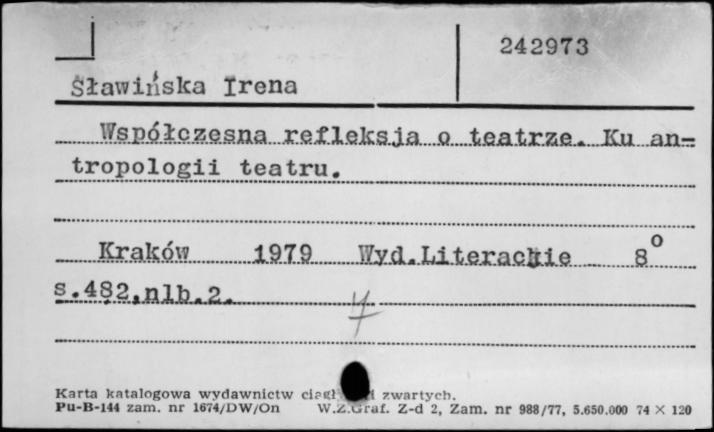 242973
Sławińska Irena
Współczesna refleksja o teatrze. Ku an-
tropologii teatru.
Kraków 1979 Wyd.Literackie 8°
s.482,nlb.2.
Karta katalogowa wydawnictw zwartych.
Pu-B-144 zam. nr 1674/DW/On W.Z.Graf. Z-d 2, Zam. nr 988/77, 5.650.000 74 × 120